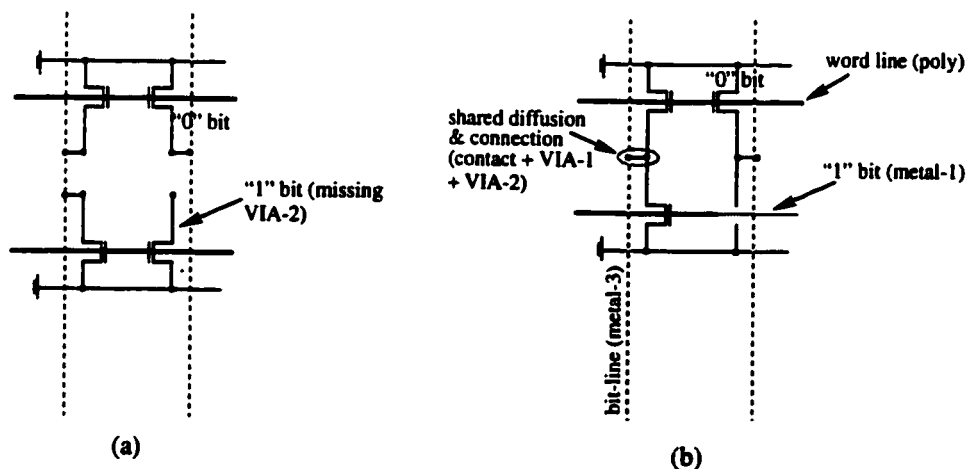 "0" bit
"1" bit (missing
VIA-2)
(a)
"0" bit
word line (poly)
shared diffusion
& connection
(contact + VIA-1
+ VIA-2)
"1" bit (metal-1)
bit-line (metal-3)
(b)